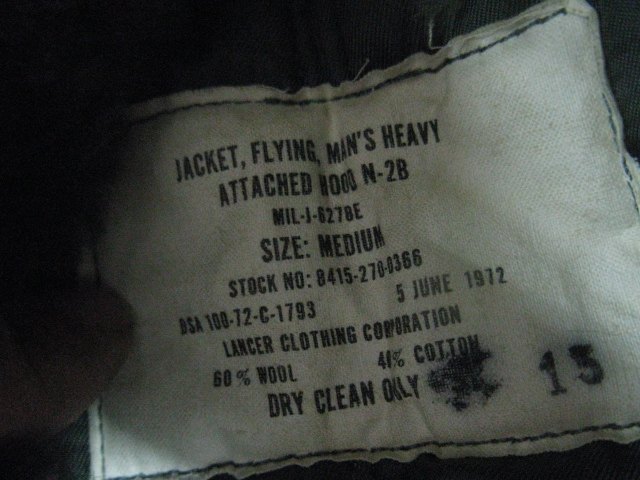 JACKET, FLYING, MAN'S HEAVY
ATTACHED HOOD N-2B
MIL-J-6278E
SIZE: MEDIUM
STOCK NO: 8415-270-0366
DSA 100-72-C-1793 5 JUNE 1972
LANCER CLOTHING CORPORATION
60% WOOL 40% COTTON
DRY CLEAN ONLY 15